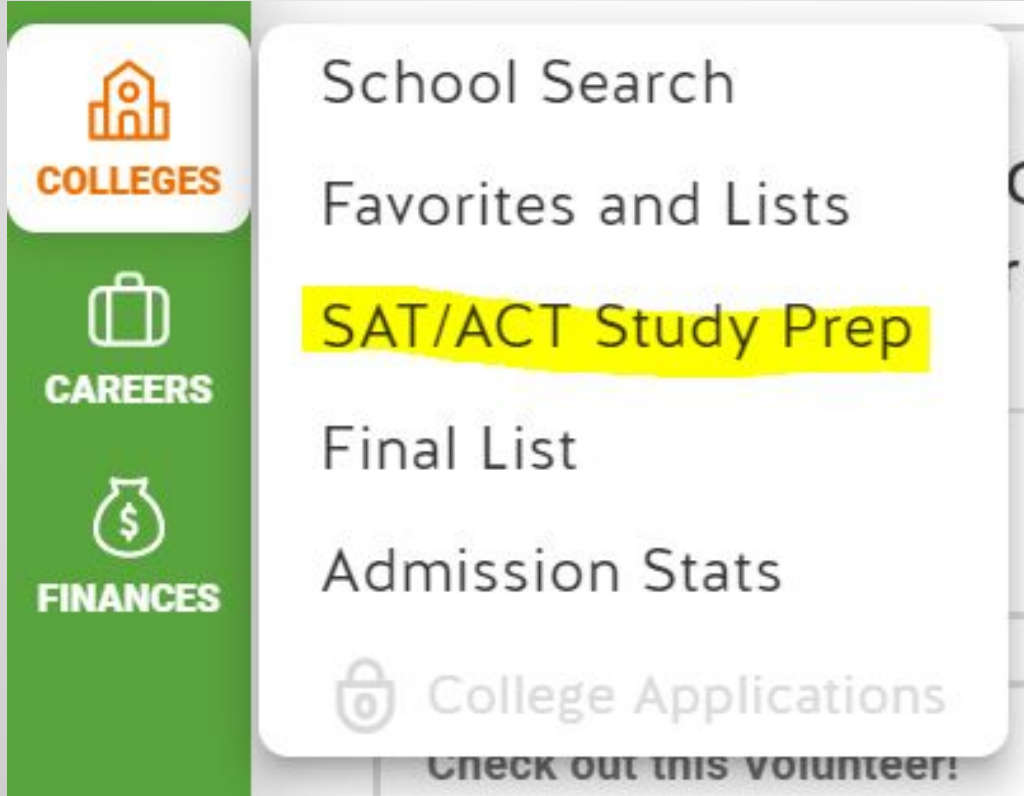 COLLEGES
CAREERS
FINANCES
School Search
Favorites and Lists
SAT/ACT Study Prep
Final List
Admission Stats
College Applications
Check out this Volunteer!